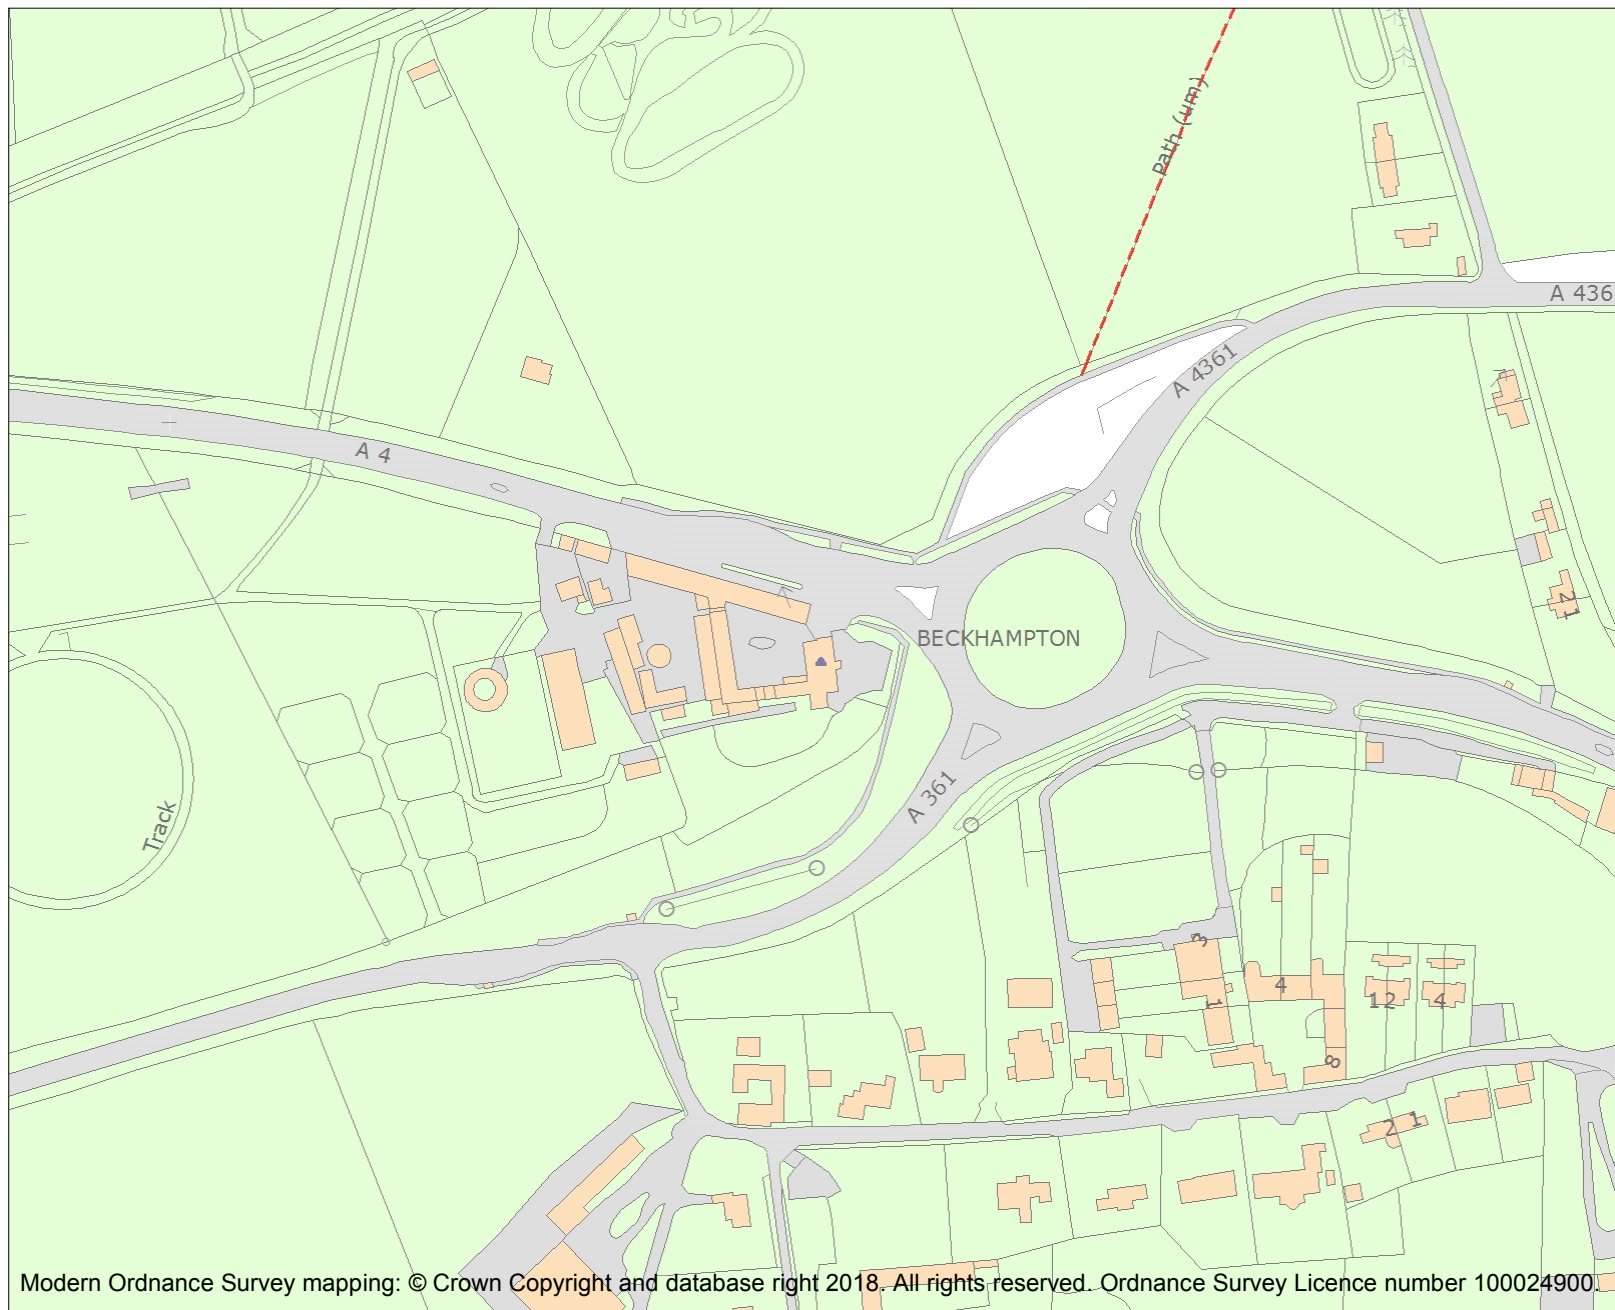 Path (um)
A 436
A 4361
A 4
BECKHAMPTON
21
Track
A 361
3
4
1
12
4
8
2 1
Modern Ordnance Survey mapping: © Crown Copyright and database right 2018. All rights reserved. Ordnance Survey Licence number 100024900.